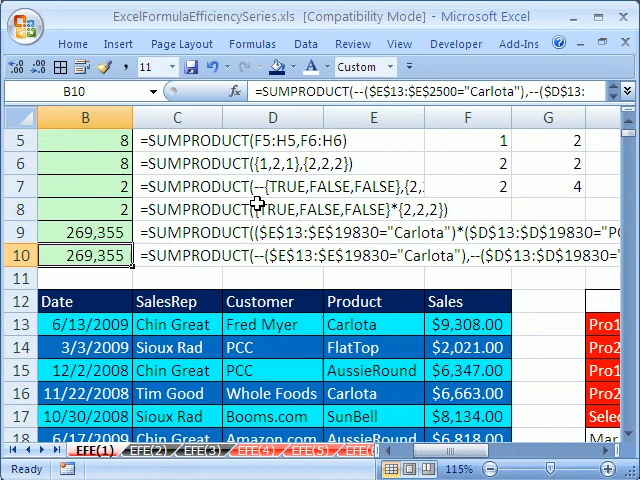 ExcelFormulaEfficiencySeries.xls [Compatibility Mode] - Microsoft Excel
Home Insert Page Layout Formulas Data Review View Developer Add-Ins
11 Custom
B10 fx =SUMPRODUCT(--($E$13:$E$2500="Carlota"),--($D$13:
B C D E F G
5 8 =SUMPRODUCT(F5:H5,F6:H6) 1 2
6 8 =SUMPRODUCT({1,2,1},{2,2,2}) 2 2
7 2 =SUMPRODUCT(--{TRUE,FALSE,FALSE},{2, 2 4
8 2 =SUMPRODUCT({TRUE,FALSE,FALSE}*{2,2,2})
9 269,355 =SUMPRODUCT(($E$13:$E$19830="Carlota")*($D$13:$D$19830="PC
10 269,355 =SUMPRODUCT(--($E$13:$E$19830="Carlota"),--($D$13:$D$19830="
11
12 Date SalesRep Customer Product Sales
13 6/13/2009 Chin Great Fred Myer Carlota $9,308.00 Pro1
14 3/3/2009 Sioux Rad PCC FlatTop $2,021.00 Pro2
15 12/2/2008 Chin Great PCC AussieRound $6,347.00 Pro1
16 11/22/2008 Tim Good Whole Foods Carlota $6,663.00 Pro2
17 10/30/2008 Sioux Rad Booms.com SunBell $8,134.00 Selec
18 6/17/2009 Chin Great Amazon.com AussieRound $6,818.00 Mar
EFE(1) EFE(2) EFE(3) EFE(4) EFE(5) EFE(6
Ready 115%